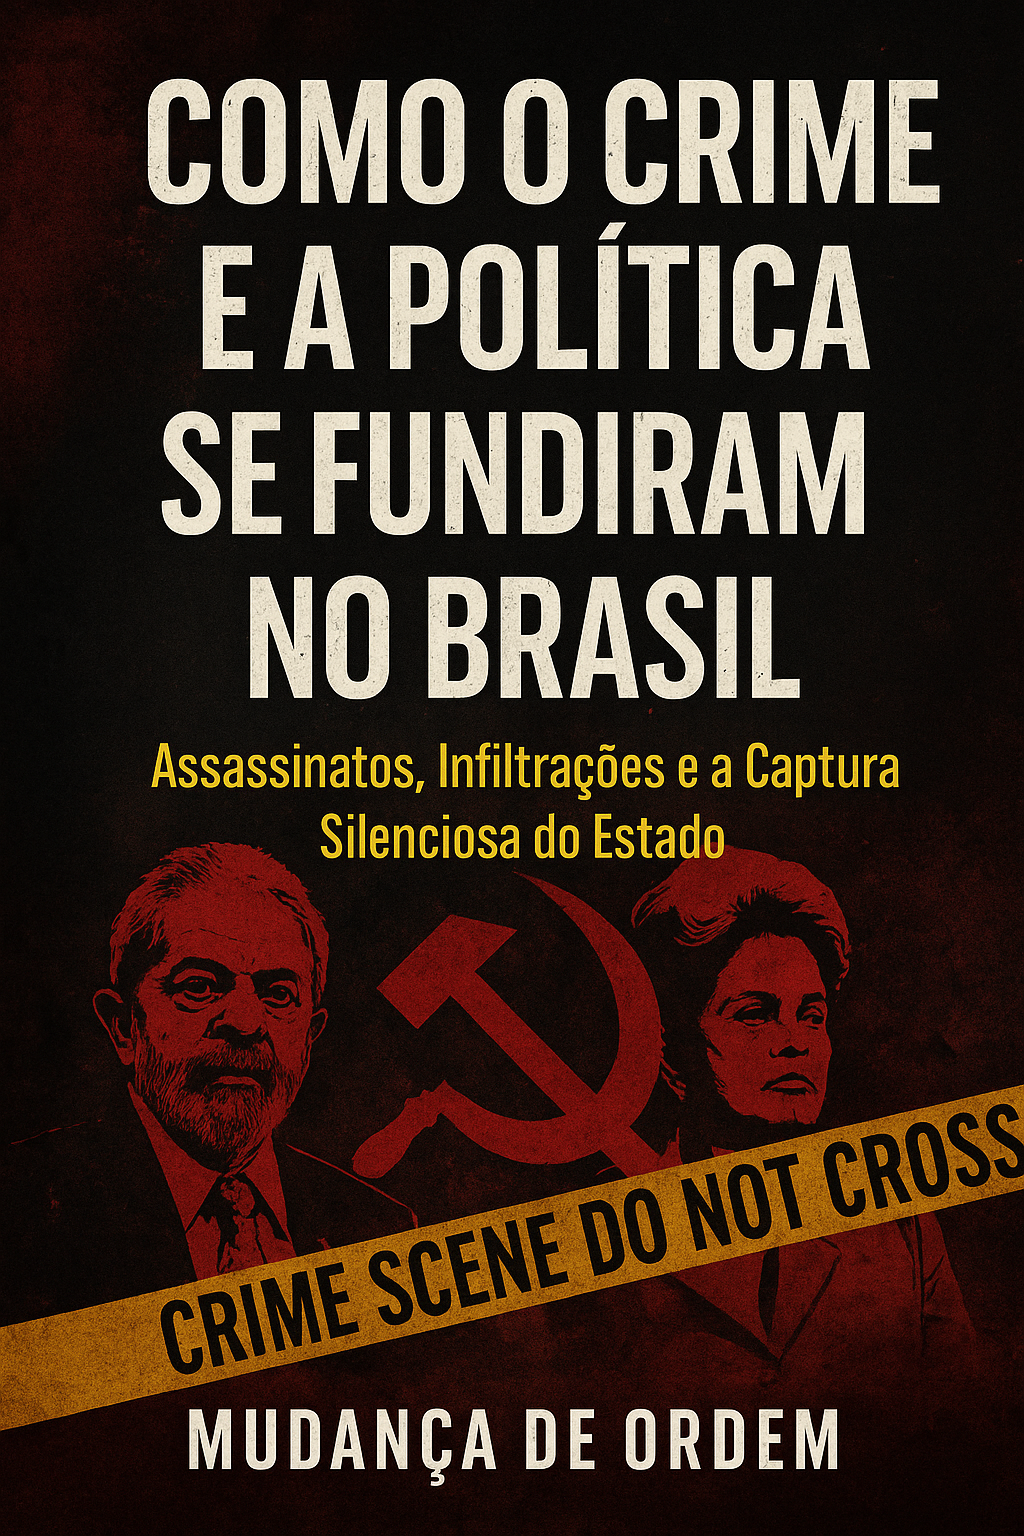 COMO O CRIME
E A POLÍTICA
SE FUNDIRAM
NO BRASIL
Assassinatos, Infiltrações e a Captura
Silenciosa do Estado
CRIME SCENE DO NOT CROSS
MUDANÇA DE ORDEM